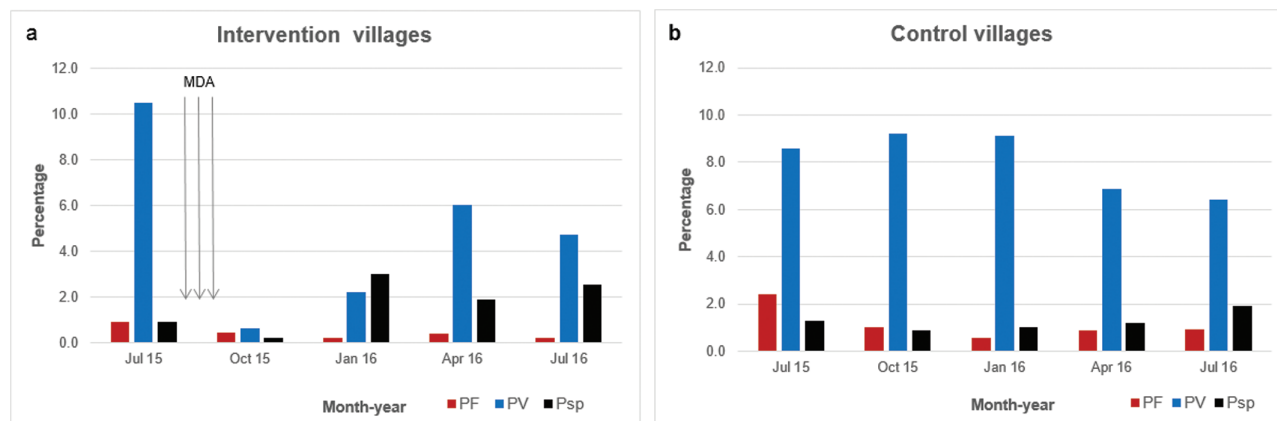 a
Intervention villages
12.0
10.0
8.0
6.0
4.0
2.0
0.0
Percentage
MDA
Jul 15 Oct 15 Jan 16 Apr 16 Jul 16
Month-year
PF PV Psp
b
Control villages
12.0
10.0
8.0
6.0
4.0
2.0
0.0
Percentage
Jul 15 Oct 15 Jan 16 Apr 16 Jul 16
Month-year
PF PV Psp